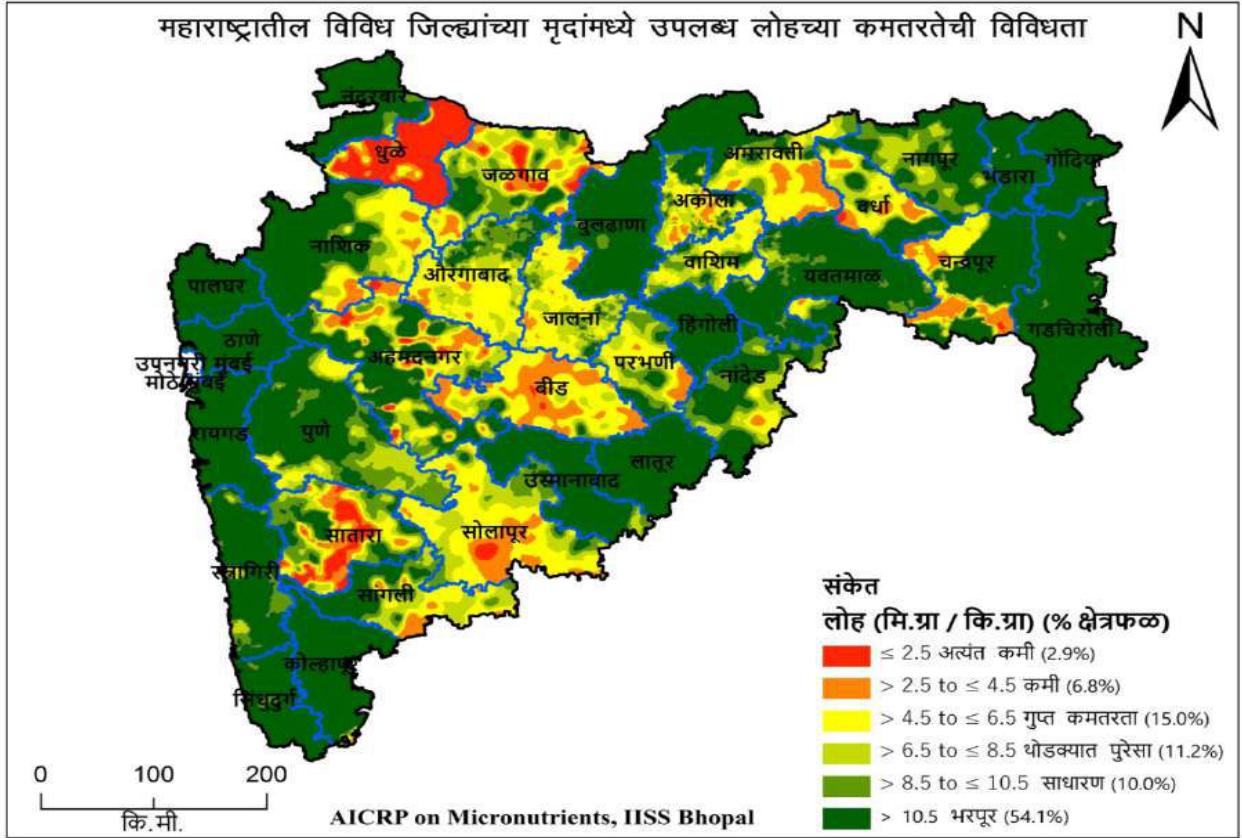 महाराष्ट्रातील विविध जिल्ह्यांच्या मृदांमध्ये उपलब्ध लोहच्या कमतरतेची विविधता
N
नंदुरबार
धुळे
जळगाव
अमरावती
नागपूर
भंडारा
गोंदिया
अकोला
वर्धा
बुलढाणा
नाशिक
औरंगाबाद
वाशिम
यवतमाळ
चन्द्रपूर
पालघर
जालना
हिंगोली
गडचिरोली
ठाणे
अहेमदनगर
परभणी
नांदेड
उपनगरी मुंबई
मोठे मुंबई
बीड
रायगड
पुणे
लातूर
उस्मानाबाद
सातारा
सोलापूर
रत्नागिरी
सांगली
कोल्हापूर
सिंधुदुर्ग
संकेत
लोह (मि.ग्रा / कि.ग्रा) (% क्षेत्रफळ)
≤ 2.5 अत्यंत कमी (2.9%)
> 2.5 to ≤ 4.5 कमी (6.8%)
> 4.5 to ≤ 6.5 गुप्त कमतरता (15.0%)
> 6.5 to ≤ 8.5 थोडक्यात पुरेसा (11.2%)
> 8.5 to ≤ 10.5 साधारण (10.0%)
> 10.5 भरपूर (54.1%)
0 100 200
कि.मी.
AICRP on Micronutrients, IISS Bhopal